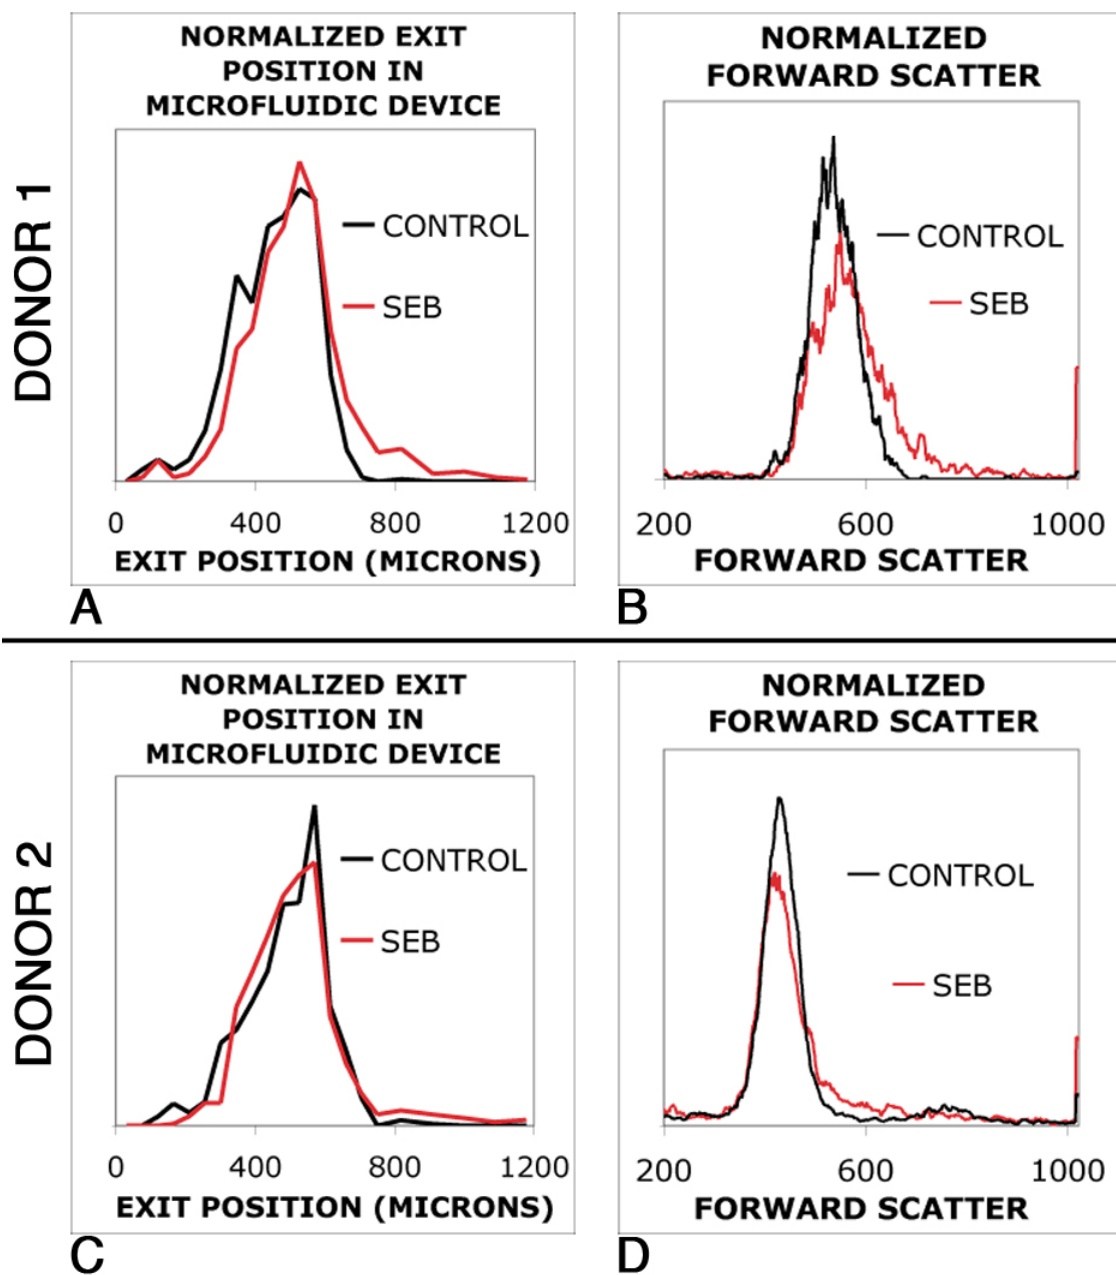 DONOR 1
NORMALIZED EXIT
POSITION IN
MICROFLUIDIC DEVICE
CONTROL
SEB
0 400 800 1200
EXIT POSITION (MICRONS)
A
NORMALIZED
FORWARD SCATTER
CONTROL
SEB
200 600 1000
FORWARD SCATTER
B
DONOR 2
NORMALIZED EXIT
POSITION IN
MICROFLUIDIC DEVICE
CONTROL
SEB
0 400 800 1200
EXIT POSITION (MICRONS)
C
NORMALIZED
FORWARD SCATTER
CONTROL
SEB
200 600 1000
FORWARD SCATTER
D